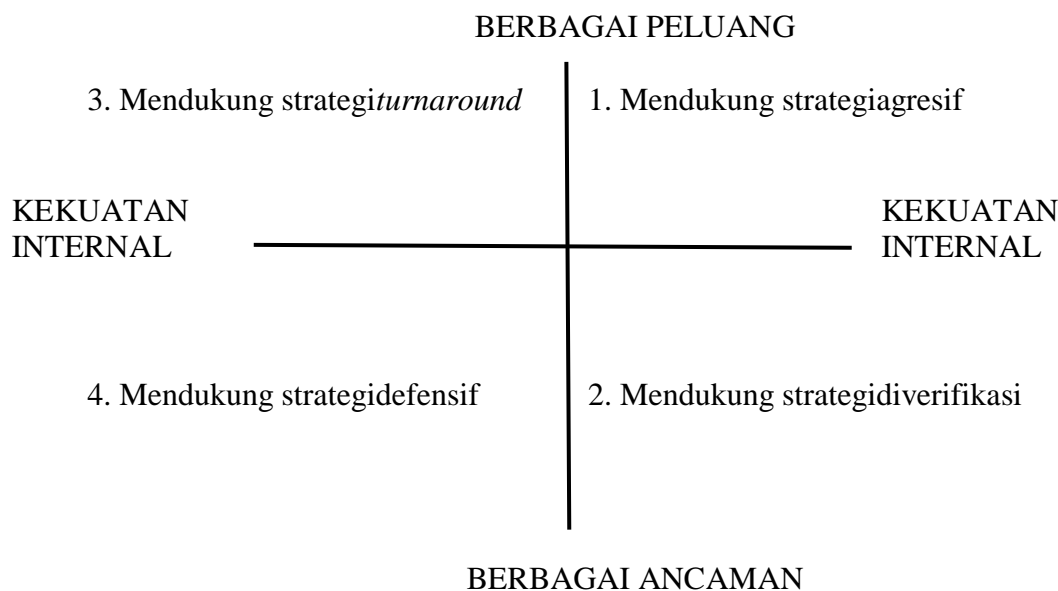 BERBAGAI PELUANG
3. Mendukung strategiturnaround
1. Mendukung strategiagresif
KEKUATAN
INTERNAL
KEKUATAN
INTERNAL
4. Mendukung strategidefensif
2. Mendukung strategidiverifikasi
BERBAGAI ANCAMAN